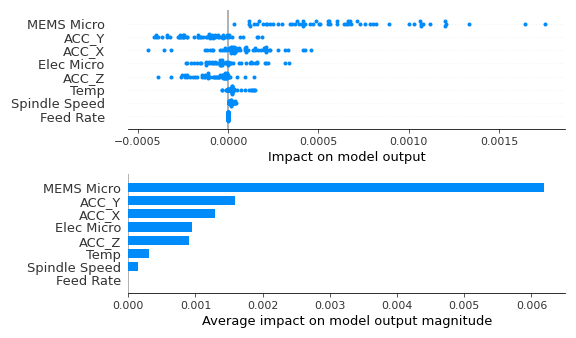 MEMS Micro
ACC_Y
ACC_X
Elec Micro
ACC_Z
Temp
Spindle Speed
Feed Rate
−0.0005 0.0000 0.0005 0.0010 0.0015
Impact on model output
MEMS Micro
ACC_Y
ACC_X
Elec Micro
ACC_Z
Temp
Spindle Speed
Feed Rate
0.000 0.001 0.002 0.003 0.004 0.005 0.006
Average impact on model output magnitude